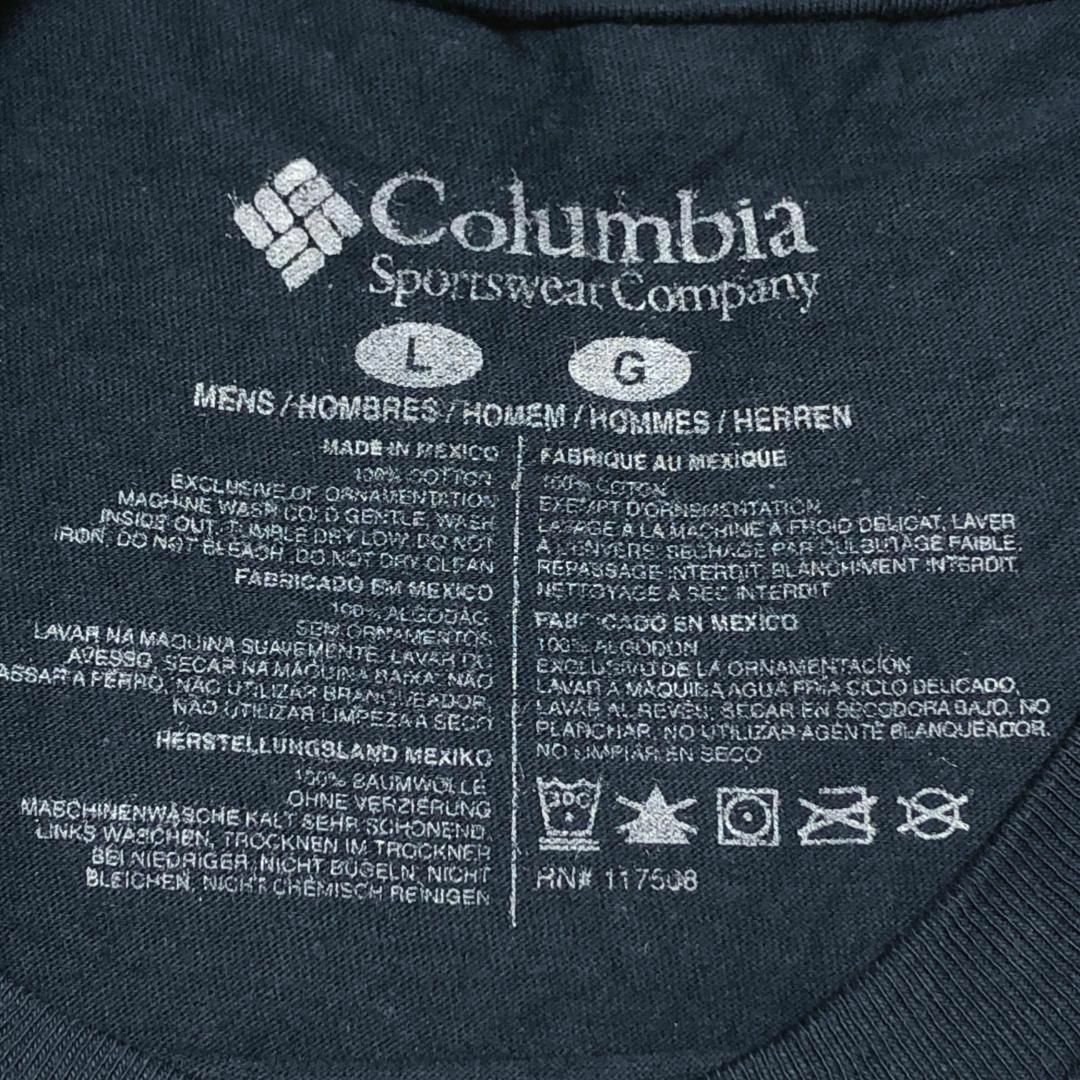 Columbia
Sportswear Company
L G
MENS / HOMBRES / HOMEM / HOMMES / HERREN
MADE IN MEXICO
100% COTTON
EXCLUSIVE OF ORNAMENTATION
MACHINE WASH COLD GENTLE, WASH
INSIDE OUT, TUMBLE DRY LOW, DO NOT
IRON, DO NOT BLEACH, DO NOT DRY CLEAN
FABRICADO EM MEXICO
100% ALGODÃO
SEM ORNAMENTOS
LAVAR NA MAQUINA SUAVEMENTE, LAVAR DO
AVESSO, SECAR NA MÁQUINA BAIXA, NÃO
ASSAR A FERRO, NÃO UTILIZAR BRANQUEADOR,
NÃO UTILIZAR LIMPEZA A SECO
HERSTELLUNGSLAND MEXIKO
100% BAUMWOLLE
OHNE VERZIERUNG
MASCHINENWÄSCHE KALT SEHR SCHONEND,
LINKS WASCHEN, TROCKNEN IM TROCKNER
BEI NIEDRIGER, NICHT BÜGELN, NICHT
BLEICHEN, NICHT CHEMISCH REINIGEN
FABRIQUE AU MEXIQUE
100% COTON
EXEMPT D'ORNEMENTATION
LAVAGE A LA MACHINE A FROID DELICAT, LAVER
A L'ENVERS, SECHAGE PAR CULBUTAGE FAIBLE,
REPASSAGE INTERDIT, BLANCHIMENT INTERDIT,
NETTOYAGE A SEC INTERDIT
FABRICADO EN MEXICO
100% ALGODON
EXCLUSIVO DE LA ORNAMENTACIÓN
LAVAR A MÁQUINA AGUA FRIA CICLO DELICADO,
LAVAR AL REVÉS, SECAR EN SECODORA BAJO, NO
PLANCHAR, NO UTILIZAR AGENTE BLANQUEADOR,
NO LIMPIAR EN SECO
30C
RN# 117508